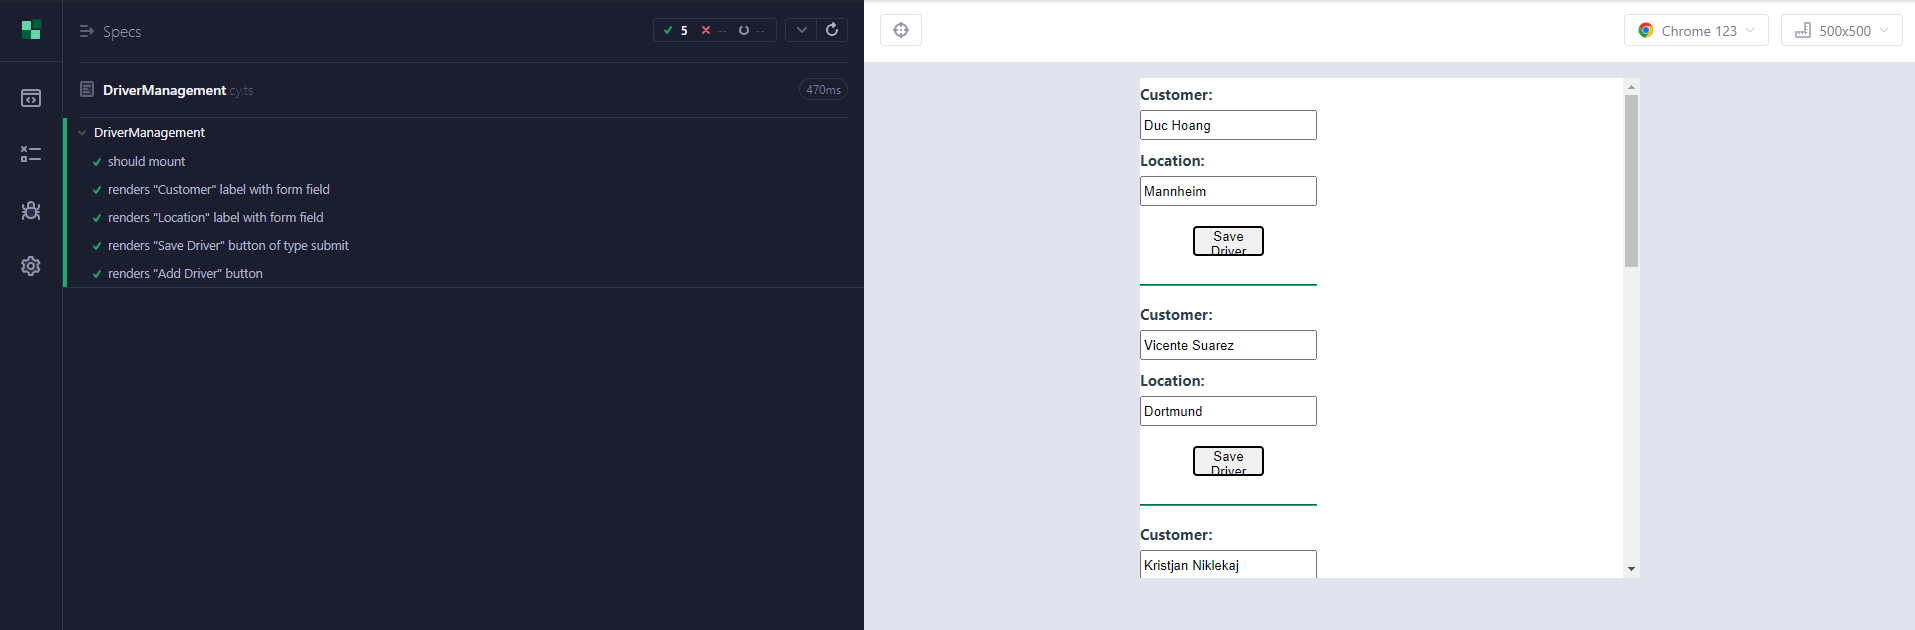 Specs
5 -- --
DriverManagement.cy.ts
470ms
DriverManagement
should mount
renders "Customer" label with form field
renders "Location" label with form field
renders "Save Driver" button of type submit
renders "Add Driver" button
Chrome 123
500x500
Customer:
Duc Hoang
Location:
Mannheim
Save
Driver
Customer:
Vicente Suarez
Location:
Dortmund
Save
Driver
Customer:
Kristjan Niklekaj